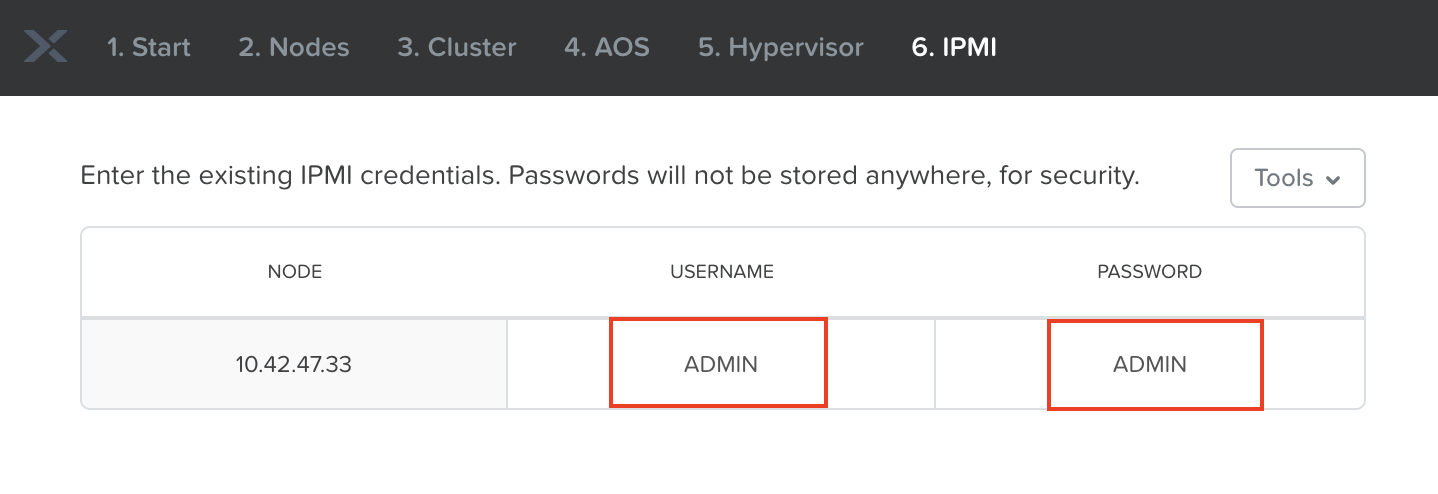 1. Start 2. Nodes 3. Cluster 4. AOS 5. Hypervisor 6. IPMI
Enter the existing IPMI credentials. Passwords will not be stored anywhere, for security.
Tools
NODE USERNAME PASSWORD
10.42.47.33 ADMIN ADMIN